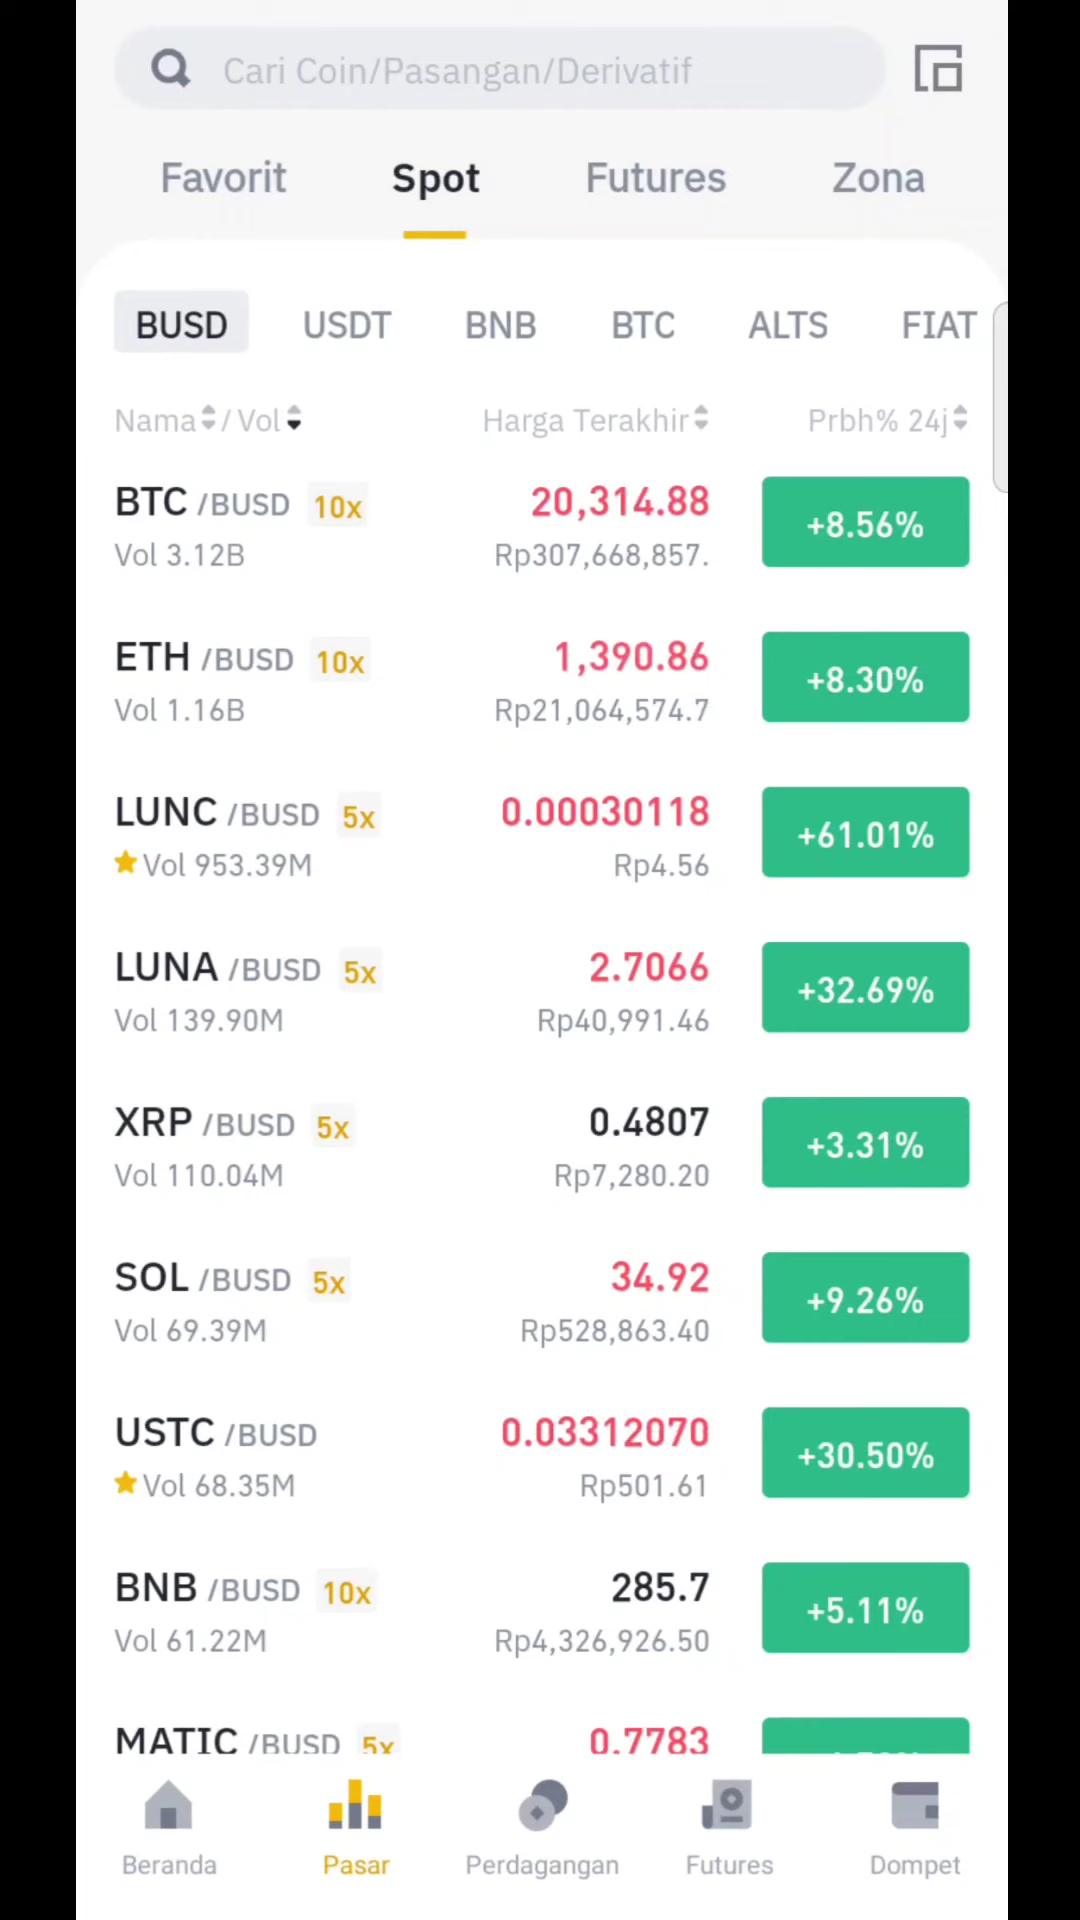 Cari Coin/Pasangan/Derivatif
Favorit Spot Futures Zona
BUSD USDT BNB BTC ALTS FIAT
Nama / Vol Harga Terakhir Prbh% 24j
BTC /BUSD 10x 20,314.88 +8.56%
Vol 3.12B Rp307,668,857.
ETH /BUSD 10x 1,390.86 +8.30%
Vol 1.16B Rp21,064,574.7
LUNC /BUSD 5x 0.00030118 +61.01%
Vol 953.39M Rp4.56
LUNA /BUSD 5x 2.7066 +32.69%
Vol 139.90M Rp40,991.46
XRP /BUSD 5x 0.4807 +3.31%
Vol 110.04M Rp7,280.20
SOL /BUSD 5x 34.92 +9.26%
Vol 69.39M Rp528,863.40
USTC /BUSD 0.03312070 +30.50%
Vol 68.35M Rp501.61
BNB /BUSD 10x 285.7 +5.11%
Vol 61.22M Rp4,326,926.50
MATIC /BUSD 5x 0.7783
Beranda Pasar Perdagangan Futures Dompet